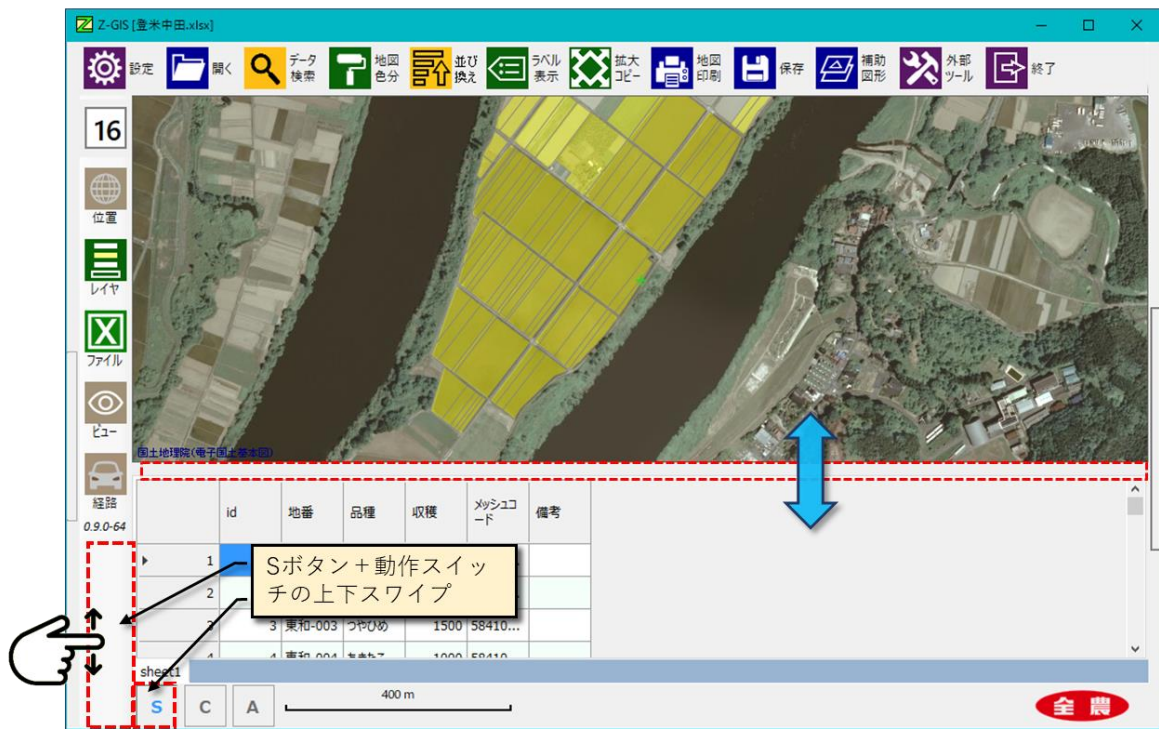 Z-GIS [登米中田.xlsx]
設定
開く
データ
検索
地図
色分
並び
換え
ラベル
表示
拡大
コピー
地図
印刷
保存
補助
図形
外部
ツール
終了
16
位置
レイヤ
ファイル
ビュー
経路
0.9.0-64
国土地理院(電子国土基本図)
id 地番 品種 収穫 メッシュコ
ード 備考
1
2
Sボタン+動作スイッ
チの上下スワイプ
3 東和-003 つやひめ 1500 58410...
sheet1
S C A 400 m
全農